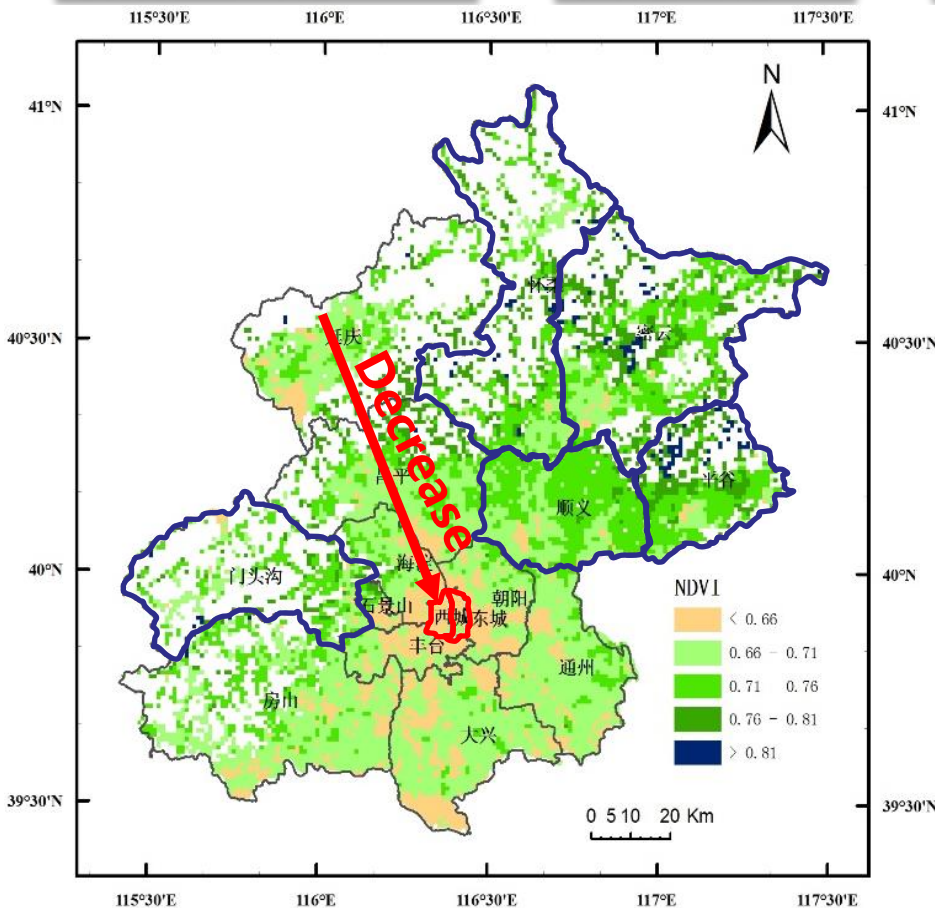 115°30'E 116°E 116°30'E 117°E 117°30'E
N
41°N 41°N
怀柔
密云
延庆
40°30'N 40°30'N
Decrease
昌平
平谷
顺义
海淀
40°N 40°N
门头沟
NDVI
石景山
朝阳
< 0.66
西城东城
丰台
0.66 - 0.71
通州
0.71 0.76
房山
0.76 - 0.81
大兴
> 0.81
39°30'N 39°30'N
0 5 10 20 Km
115°30'E 116°E 116°30'E 117°E 117°30'E